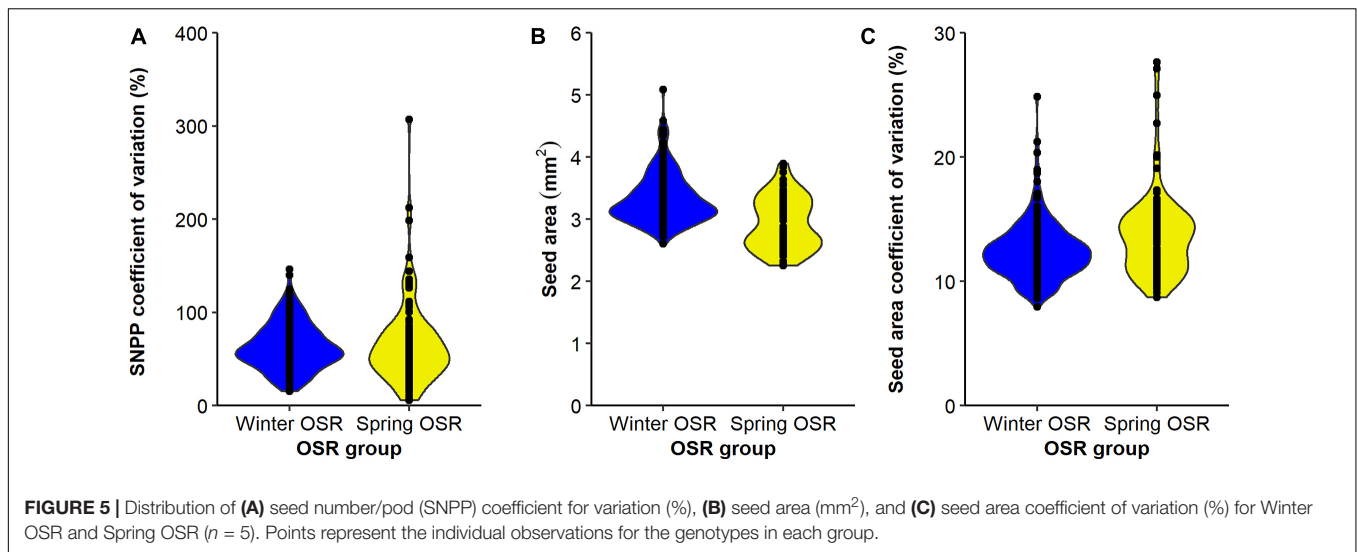 A
SNPP coefficient of variation (%)
400
300
200
100
0
Winter OSR Spring OSR
OSR group
B
Seed area (mm²)
6
5
4
3
2
1
0
Winter OSR Spring OSR
OSR group
C
Seed area coefficient of variation (%)
30
20
10
0
Winter OSR Spring OSR
OSR group
FIGURE 5 | Distribution of (A) seed number/pod (SNPP) coefficient for variation (%), (B) seed area (mm²), and (C) seed area coefficient of variation (%) for Winter
OSR and Spring OSR (n = 5). Points represent the individual observations for the genotypes in each group.